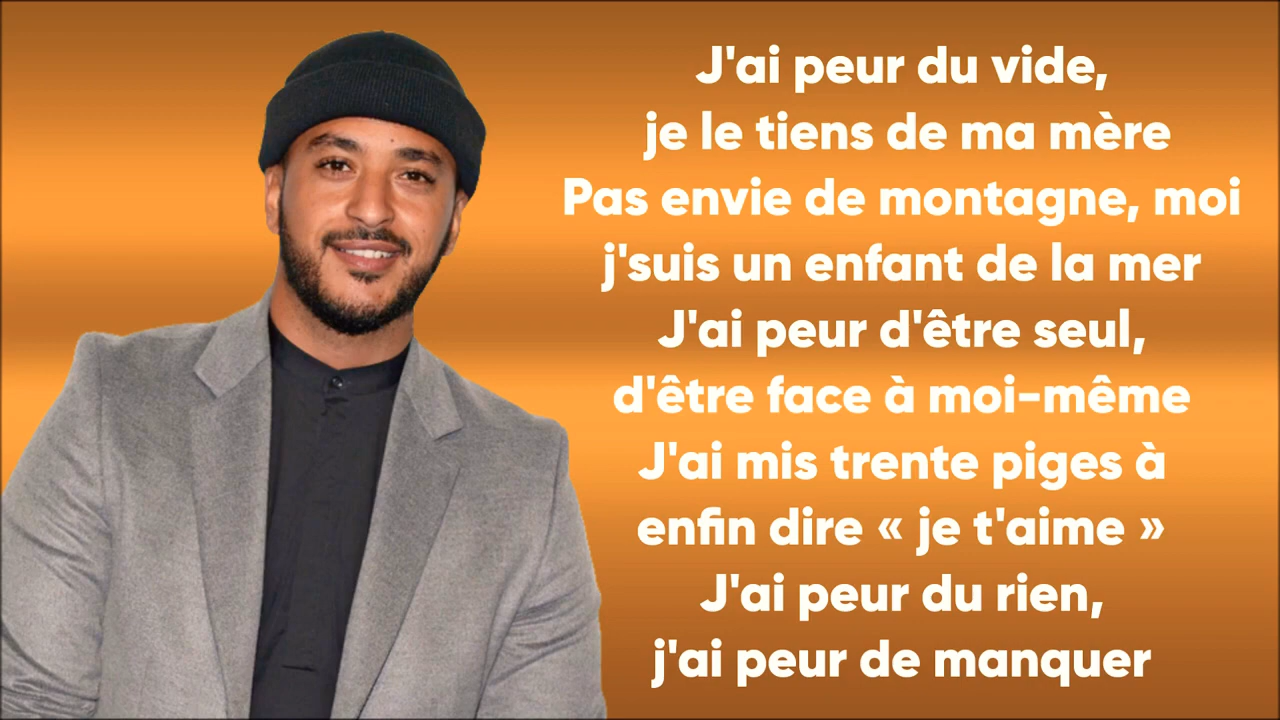 J'ai peur du vide,
je le tiens de ma mère
Pas envie de montagne, moi
j'suis un enfant de la mer
J'ai peur d'être seul,
d'être face à moi-même
J'ai mis trente piges à
enfin dire « je t'aime »
J'ai peur du rien,
j'ai peur de manquer